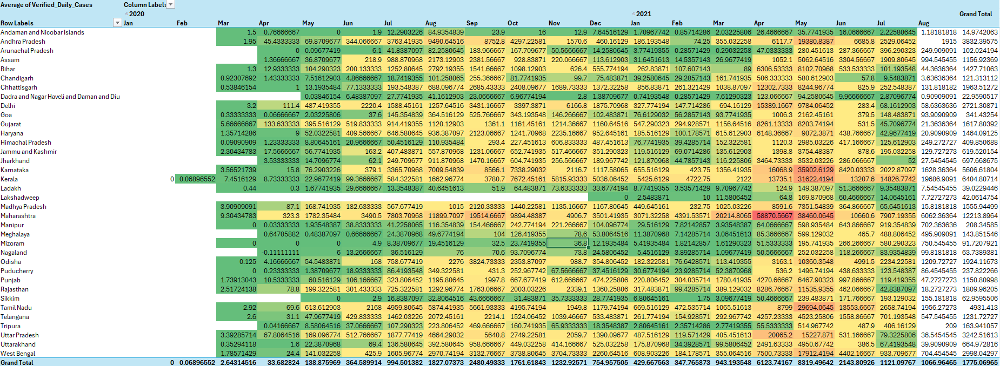 Average of Verified_Daily_Cases Column Labels
2020 2021 Grand Total
Row Labels Jan Feb Mar Apr May Jun Jul Aug Sep Oct Nov Dec Jan Feb Mar Apr May Jun Jul Aug
Andaman and Nicobar Islands 1.5 0.76666667 0 1.9 12.2903226 84.9354839 23.9 16 12.9 7.64516129 1.70967742 0.85714286 2.03225806 26.4666667 35.7741935 16.0666667 2.22580645 1.18181818 14.9742063
Andhra Pradesh 1.95 45.4333333 69.8709677 344.066667 3763.41935 9490.64516 8752.8 4297.22581 1570.6 460.16129 186.193548 74.25 355.032258 6117.7 19380.8387 6685.8 2529.06452 1915 3832.39575
Arunachal Pradesh 0 0.09677419 6.1 41.8387097 82.2580645 183.966667 167.709677 50.5666667 14.2580645 3.77419355 0.28571429 0.29032258 47.0333333 280.451613 287.366667 396.290323 249.909091 102.024194
Assam 1.36666667 36.8709677 218.9 988.870968 2173.12903 2381.56667 928.83871 220.066667 113.612903 31.6451613 14.5357143 26.9677419 1052.1 5062.64516 3304.56667 1909.80645 994.545455 1156.92369
Bihar 1.3 12.9333333 104.290323 200.133333 1252.80645 2792.19355 1541.66667 1098.12903 626.4 555.774194 262.83871 107.607143 89 6306.53333 8102.70968 533.533333 101.193548 44.3636364 1427.71063
Chandigarh 0.92307692 1.43333333 7.51612903 4.86666667 18.7419355 101.258065 255.366667 81.7741935 99.7 75.483871 39.2580645 29.2857143 161.741935 506.333333 580.612903 57.8 9.5483871 3.63636364 121.313112
Chhattisgarh 0.53846154 1 13.1935484 77.1333333 193.548387 688.096774 2685.43333 2408.09677 1689.73333 1372.32258 856.83871 261.321429 1038.87097 12302.7333 8244.96774 825.9 252.548387 131.818182 1963.51272
Dadra and Nagar Haveli and Daman and Diu 0.03846154 6.48387097 27.7741935 41.1612903 23.0666667 6.96774194 2.8 1.38709677 0.74193548 0.28571429 7.61290323 123.066667 94.2580645 9.96666667 2.87096774 0.90909091 22.9590517
Delhi 3.2 111.4 487.419355 2220.4 1588.45161 1257.64516 3431.16667 3397.3871 6166.8 1875.70968 327.774194 147.714286 694.16129 15389.1667 9784.06452 283.4 68.1612903 58.6363636 2721.30871
Goa 0.33333333 0.06666667 2.03225806 37.6 145.354839 364.516129 525.766667 343.193548 146.266667 102.483871 76.6129032 56.2857143 93.7741935 1006.3 2162.45161 379.5 148.483871 93.9090909 341.43254
Gujarat 5.66666667 133.633333 395.516129 519.833333 914.419355 1120.12903 1361.1 1161.45161 1214.36667 1160.64516 547.290323 294.928571 1156.64516 8261.13333 8203.74194 531.5 45.7096774 21.3636364 1617.80392
Haryana 1.35714286 9 52.0322581 409.566667 646.580645 936.387097 2123.06667 1241.70968 2235.16667 952.645161 185.516129 100.178571 615.612903 6148.36667 9072.3871 438.766667 42.9677419 20.9090909 1464.09125
Himachal Pradesh 0.09090909 1.23333333 8.80645161 20.9666667 50.4516129 110.935484 293.4 227.451613 606.833333 487.451613 76.7741935 39.4285714 152.322581 1120.3 2985.03226 417.166667 125.612903 249.272727 409.850688
Jammu and Kashmir 2.30434783 17.5666667 56.7741935 163.2 407.483871 557.870968 1231.06667 652.741935 517.466667 351.290323 119.516129 69.0714286 135.612903 1398.8 3754.48387 878.6 195.032258 129.727273 619.520154
Jharkhand 3.53333333 14.7096774 62.1 249.709677 911.870968 1470.16667 604.741935 256.566667 189.967742 121.870968 44.7857143 116.225806 3464.73333 3532.03226 286.066667 52 27.5454545 697.668675
Karnataka 3.56521739 15.8 76.2903226 379.1 3365.70968 7009.54839 8566.1 7338.29032 2116.7 1117.58065 655.516129 423.75 1356.41935 16068.9 35902.6129 8420.03333 2022.87097 1628.36364 5606.61804
Kerala 0 0.06896552 7.4516129 8.73333333 22.9677419 99.3666667 584.322581 1662.96774 3780.7 7672.45161 5815.93333 5036.06452 5425.6129 4722.75 2122 13735.1 31622.4194 13207.6 14826.7742 19686.9091 6404.80714
Ladakh 0.44 0.3 1.67741935 29.6666667 13.3548387 40.6451613 51.9 64.483871 73.6333333 33.6774194 8.77419355 3.53571429 9.70967742 124.9 149.387097 51.3666667 9.35483871 7.54545455 39.0229446
Lakshadweep 0 2.5483871 10 11.5806452 64.8 169.870968 60.4666667 14.0645161 7.72727273 42.0614754
Madhya Pradesh 3.90909091 87.1 168.741935 182.633333 567.677419 1015 2120.33333 1440.22581 1135.16667 1167.80645 449.645161 232.75 1025.03226 8591.6 7351.54839 364.866667 65.6451613 15.8181818 1555.94499
Maharashtra 9.30434783 323.3 1782.35484 3490.5 7803.70968 11899.7097 19514.6667 9894.48387 4906.7 3501.41935 3071.22581 4391.53571 20214.8065 58870.5667 38460.0645 10660.6 7907.19355 6062.36364 12213.8964
Manipur 0 0.03333333 1.93548387 38.8333333 41.2258065 116.354839 154.466667 242.774194 221.266667 104.096774 29.516129 7.82142857 3.93548387 64.0666667 598.935484 643.866667 919.354839 702.363636 208.34585
Meghalaya 0.64705882 0.48387097 0.66666667 24.3870968 49.6774194 104 126.419355 78.6 53.8064516 11.3870968 7.14285714 3.06451613 85.3666667 599.129032 465.7 488.806452 495.909091 143.851546
Mizoram 0 0 0 4.9 8.38709677 19.4516129 32.5 23.7419355 36.8 12.1935484 5.41935484 1.82142857 1.61290323 51.5333333 195.741935 266.266667 580.290323 750.545455 91.7207921
Nagaland -0.11111111 6 13.2666667 36.516129 76 70.6 93.7096774 73.8 24.5806452 5.4516129 3.89285714 1.09677419 50.5666667 252.032258 118.266667 83.9354839 99.8181818 63.7389381
Odisha 0.125 4.16666667 54.5483871 168 758.677419 2276 3824.73333 2353.87097 988.7 354.806452 182.322581 76.6428571 113.419355 3163.1 10360.3548 4991.5 2234.22581 1209.72727 1924.11673
Puducherry 0 0.23333333 1.38709677 18.9333333 86.4193548 349.322581 431.3 252.967742 67.5666667 37.4516129 30.6774194 23.9285714 52.3870968 536.2 1496.74194 438.633333 123.548387 86.4545455 237.822266
Punjab 1.73913043 10.5333333 60.516129 106.166667 323.806452 1195.80645 1997.8 667.677419 612.666667 474.225806 220.806452 304.035714 1780.41935 4270.66667 6467.90323 997.866667 119.419355 47.2727273 1150.80998
Rajasthan 2.51724138 78.8 199.322581 301.433333 725.322581 1292.96774 1763.06667 2003.03226 2339.1 1360.25806 317.483871 99.4285714 389.129032 8286.76667 11535.9355 462.066667 42.8387097 18.2727273 1809.96205
Sikkim 0 2.9 16.8387097 32.8064516 43.6666667 31.483871 35.7333333 28.7741935 6.80645161 1.75 3.09677419 50.4666667 239.483871 171.766667 193.129032 155.181818 62.9595506
Tamil Nadu 2.92 69.6 613.612903 2168 4959.80645 5874.41935 5661.93333 4195.74194 1949.8 1179.74194 669.516129 472.535714 1065.51613 8799 29694.0645 13553.6667 2658.74194 1956.27273 4931.413
Telangana 2.6 31.1 47.9677419 429.833333 1462.03226 2072.45161 2214.1 1524.06452 1039.46667 533.483871 261.774194 154.928571 292.967742 4257.23333 4523.25806 1558.86667 701.193548 547.545455 1231.72727
Tripura 0.04166667 8.58064516 37.0666667 107.290323 223.806452 469.666667 160.741935 65.9333333 18.3548387 2.80645161 2.35714286 2.77419355 55.5333333 514.967742 487.9 406.16129 209 163.941057
Uttar Pradesh 3.39285714 67.8064516 169.096774 512.766667 1877.77419 4664.29032 5640.8 2749.22581 2059.7 1390.09677 487.516129 119.571429 405.451613 20065.2 15227.871 531.166667 79.3225806 36.5454545 3242.51613
Uttarakhand 0.35294118 1.6 22.3870968 69.4 136.580645 392.580645 958.666667 449.032258 414.166667 525.032258 175.870968 34.3928571 99.5806452 2491.63333 4950.67742 386.5 67.4193548 39.9090909 664.972816
West Bengal 1.78571429 24.4 141.032258 425.9 1605.96774 2970.74194 3132.76667 3738.80645 3704.73333 2260.64516 608.903226 184.178571 355.064516 7500.73333 17912.4194 4402.16667 933.709677 704.454545 2998.04297
Grand Total 0 0.06896552 2.64314516 33.682824 138.875969 364.589914 994.501382 1827.07373 2480.49333 1761.61843 1232.92571 754.957505 429.667563 347.765873 943.193548 6123.74167 8319.49642 2143.80926 1121.09767 1066.96465 1775.06965